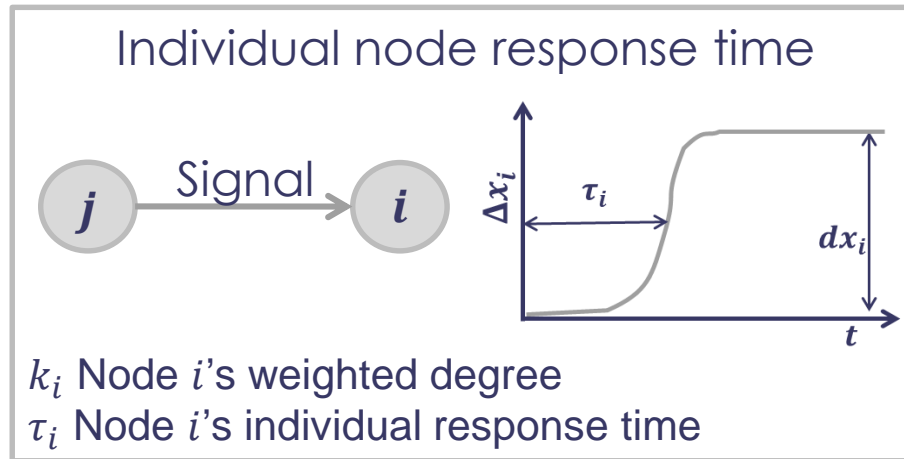 Individual node response time
Signal
j
i
Δx_i
τ_i
dx_i
t
k_i Node i's weighted degree
τ_i Node i's individual response time